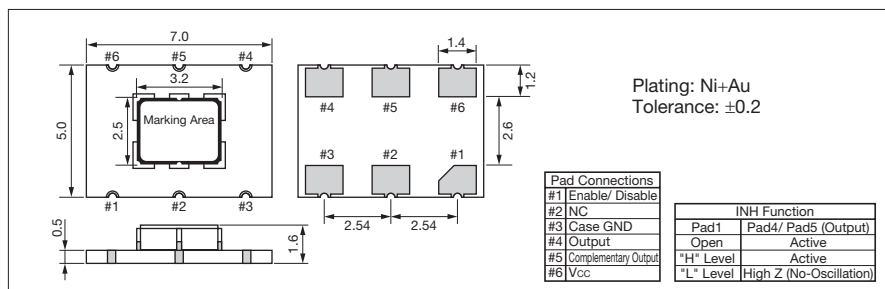 7.0
#6 #5 #4
3.2
5.0
2.5
Marking Area
#1 #2 #3
0.5
1.6
1.4
1.2
#4 #5 #6
2.6
#3 #2 #1
2.54 2.54
Plating: Ni+Au
Tolerance: ±0.2
Pad Connections
#1 Enable/ Disable
#2 NC
#3 Case GND
#4 Output
#5 Complementary Output
#6 Vcc
INH Function
Pad1 Pad4/ Pad5 (Output)
Open Active
"H" Level Active
"L" Level High Z (No-Oscillation)